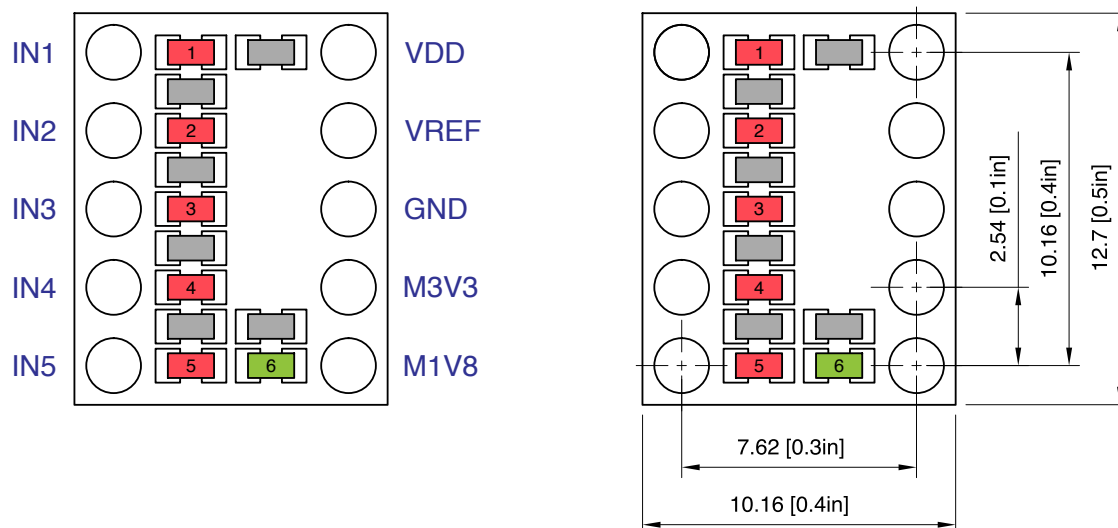 IN1 1 VDD
IN2 2 VREF
IN3 3 GND
IN4 4 M3V3
IN5 5 6 M1V8
1
2
3
4
5 6
2.54 [0.1in]
10.16 [0.4in]
12.7 [0.5in]
7.62 [0.3in]
10.16 [0.4in]